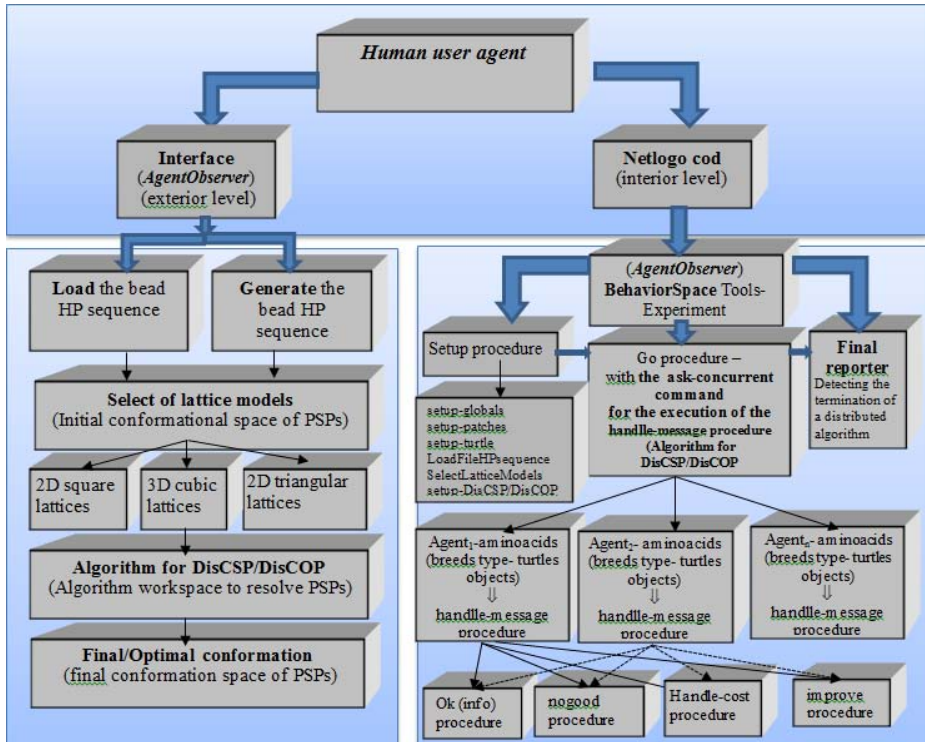 Human user agent
Interface
(AgentObserver)
(exterior level)
Netlogo cod
(interior level)
Load the bead
HP sequence
Generate the
bead HP
sequence
Select of lattice models
(Initial conformational space of PSPs)
2D square
lattices
3D cubic
lattices
2D triangular
lattices
Algorithm for DisCSP/DisCOP
(Algorithm workspace to resolve PSPs)
Final/Optimal conformation
(final conformation space of PSPs)
(AgentObserver)
BehaviorSpace Tools-
Experiment
Setup procedure
setup-globals
setup-patches
setup-turtle
LoadFileHPsequence
SelectLatticeModels
setup-DisCSP/DisCOP
Go procedure –
with the ask-concurrent
command
for the execution of the
handlle-message procedure
(Algorithm for
DisCSP/DisCOP
Final
reporter
Detecting the
termination of
a distributed
algorithm
Agent1-aminoacids
(breeds type- turtles
objects)
⇓
handlle-message
procedure
Agent2- aminoacids
(breeds type- turtles
objects)
⇓
handlle-message
procedure
Agentn- aminoacids
(breeds type- turtles
objects)
⇓
handlle-message
procedure
Ok (info)
procedure
nogood
procedure
Handle-cost
procedure
improve
procedure